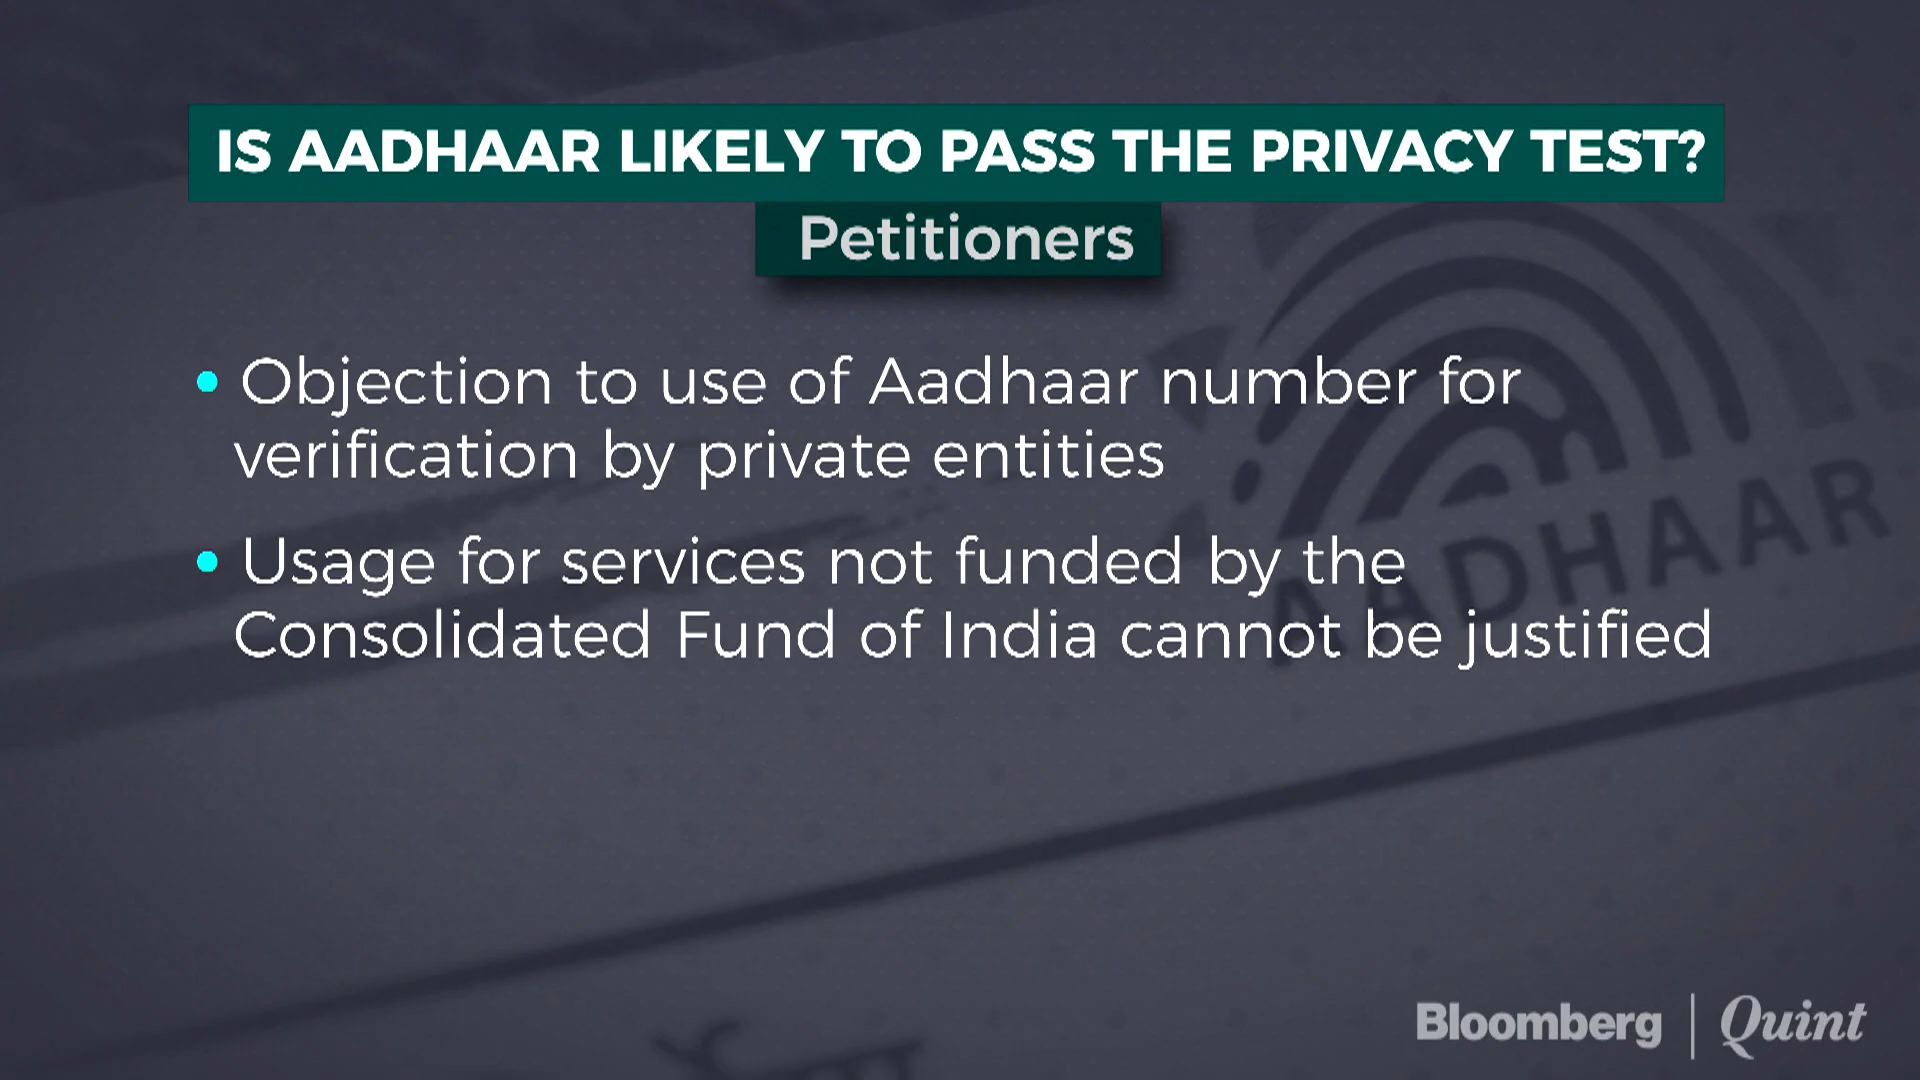 IS AADHAAR LIKELY TO PASS THE PRIVACY TEST?
Petitioners
• Objection to use of Aadhaar number for
verification by private entities
• Usage for services not funded by the
Consolidated Fund of India cannot be justified
AADHAAR
Bloomberg | Quint